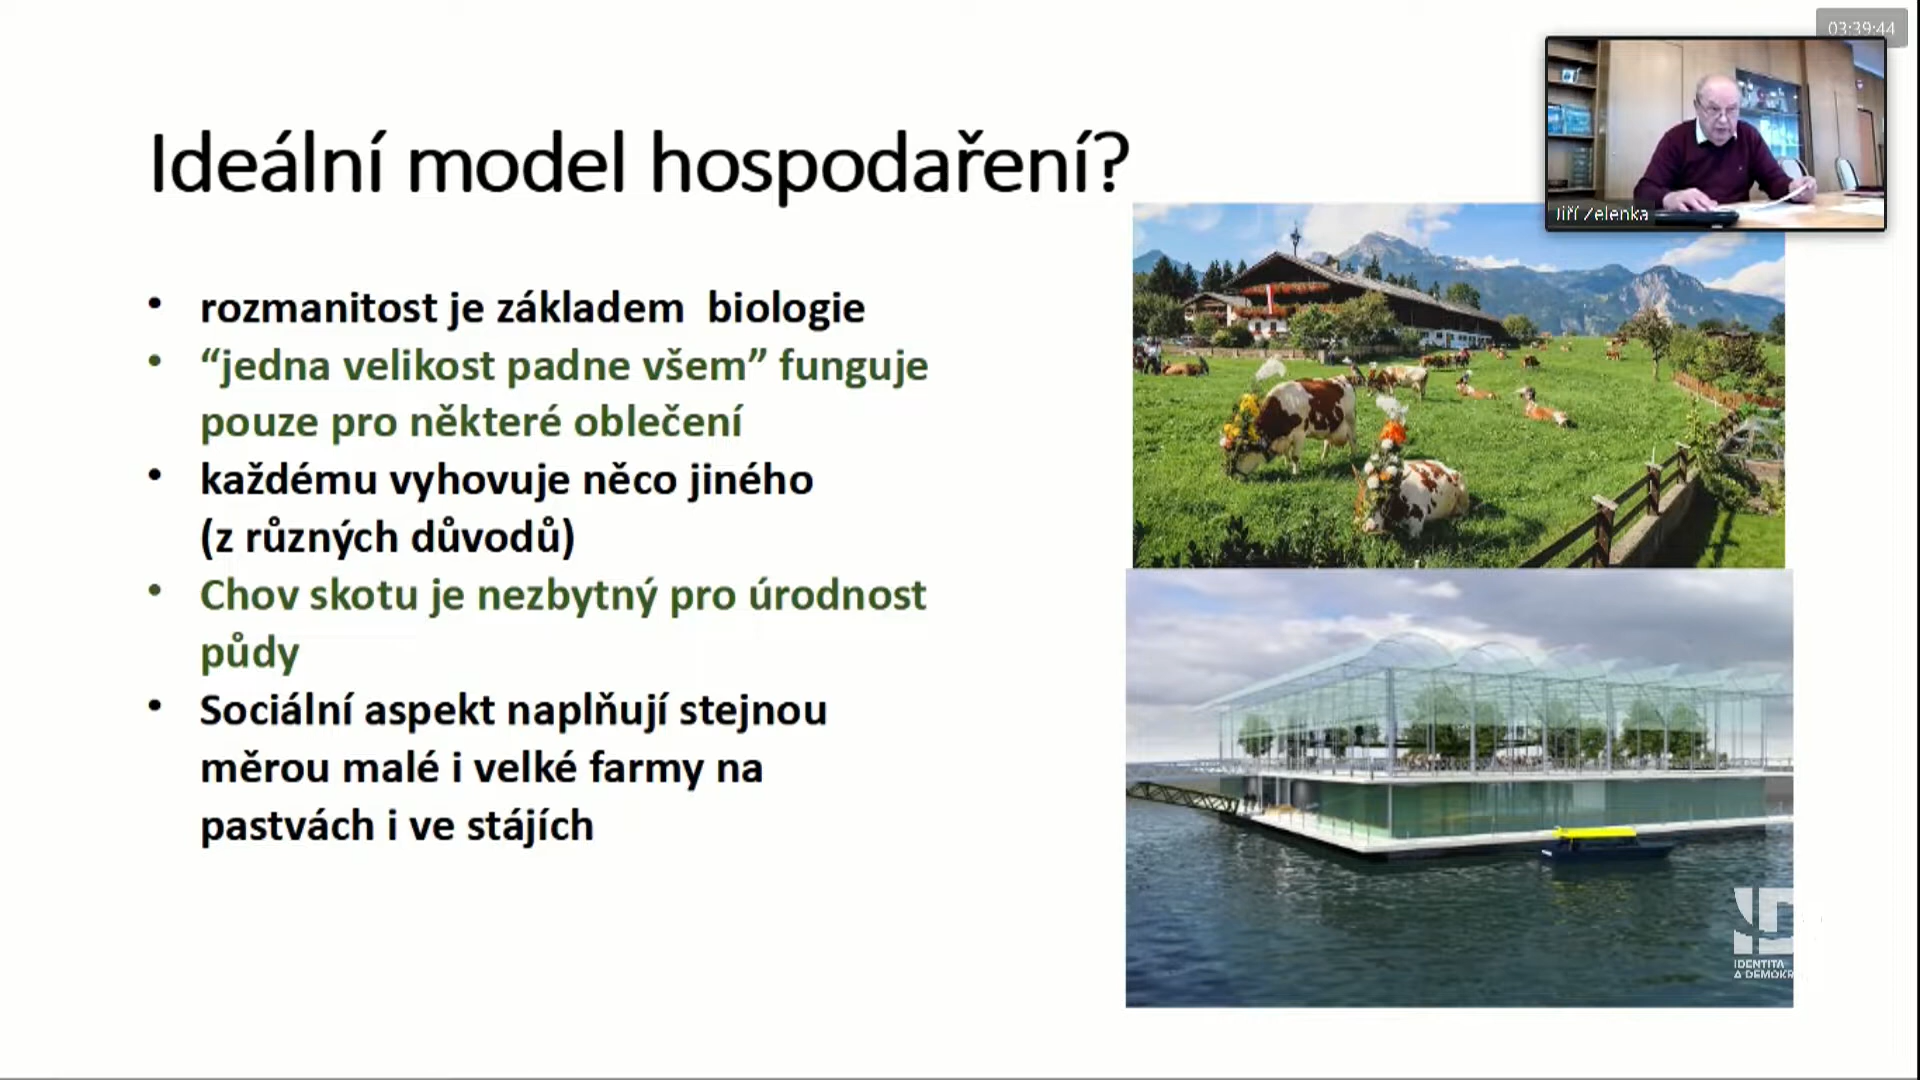 03:39:44
Jiří Zelenka
Ideální model hospodaření?
• rozmanitost je základem  biologie
• “jedna velikost padne všem” funguje
pouze pro některé oblečení
• každému vyhovuje něco jiného
(z různých důvodů)
• Chov skotu je nezbytný pro úrodnost
půdy
• Sociální aspekt naplňují stejnou
měrou malé i velké farmy na
pastvách i ve stájích
ID
IDENTITA
A DEMOKR